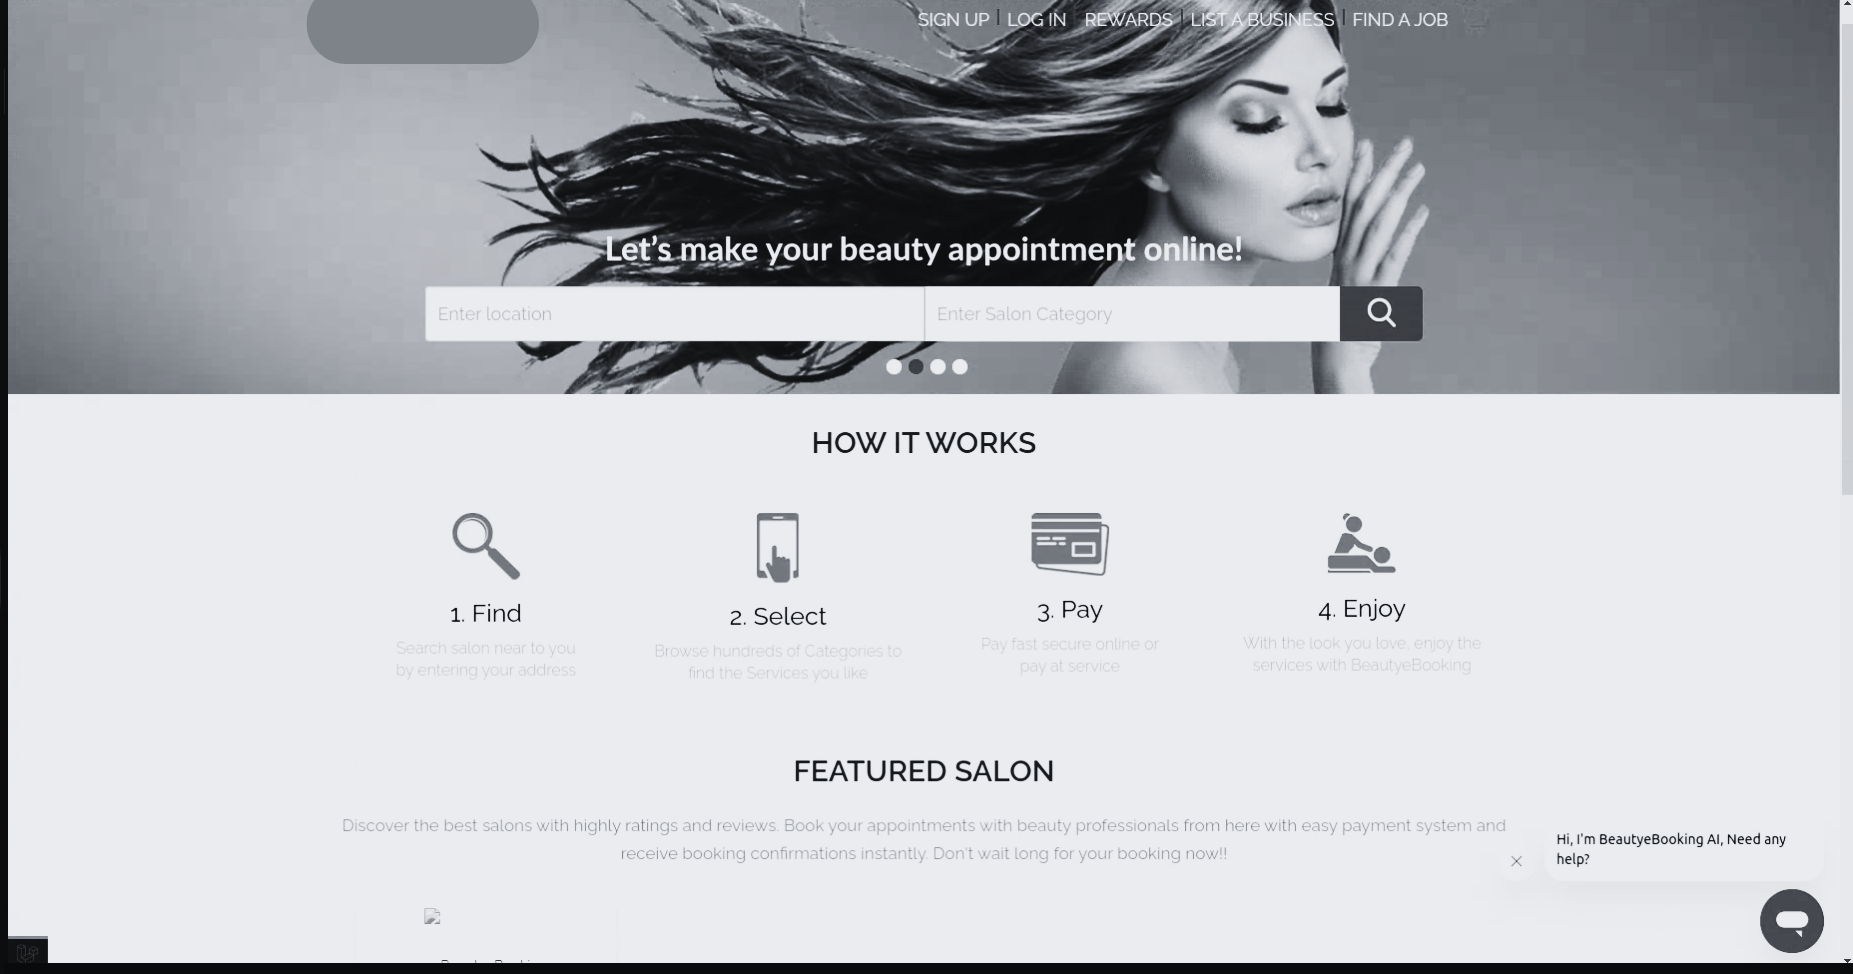 SIGN UP LOG IN REWARDS LIST A BUSINESS FIND A JOB
Let's make your beauty appointment online!
Enter location Enter Salon Category
HOW IT WORKS
1. Find
Search salon near to you
by entering your address
2. Select
Browse hundreds of Categories to
find the Services you like
3. Pay
Pay fast secure online or
pay at service
4. Enjoy
With the look you love, enjoy the
services with BeautyeBooking
FEATURED SALON
Discover the best salons with highly ratings and reviews. Book your appointments with beauty professionals from here with easy payment system and
receive booking confirmations instantly. Don't wait long for your booking now!!
Hi, I'm BeautyeBooking AI, Need any
help?